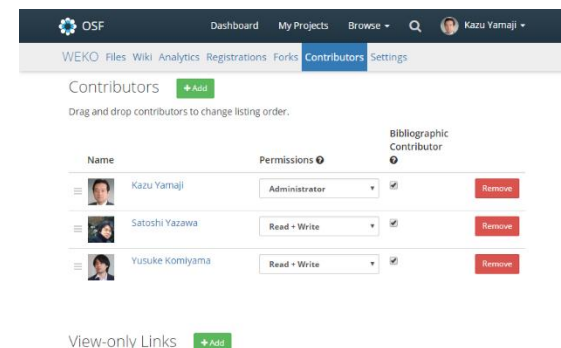 OSF Dashboard My Projects Browse Kazu Yamaji
WEKO Files Wiki Analytics Registrations Forks Contributors Settings
Contributors +Add
Drag and drop contributors to change listing order.
Name Permissions Bibliographic Contributor
Kazu Yamaji Administrator Remove
Satoshi Yazawa Read + Write Remove
Yusuke Komiyama Read + Write Remove
View-only Links +Add